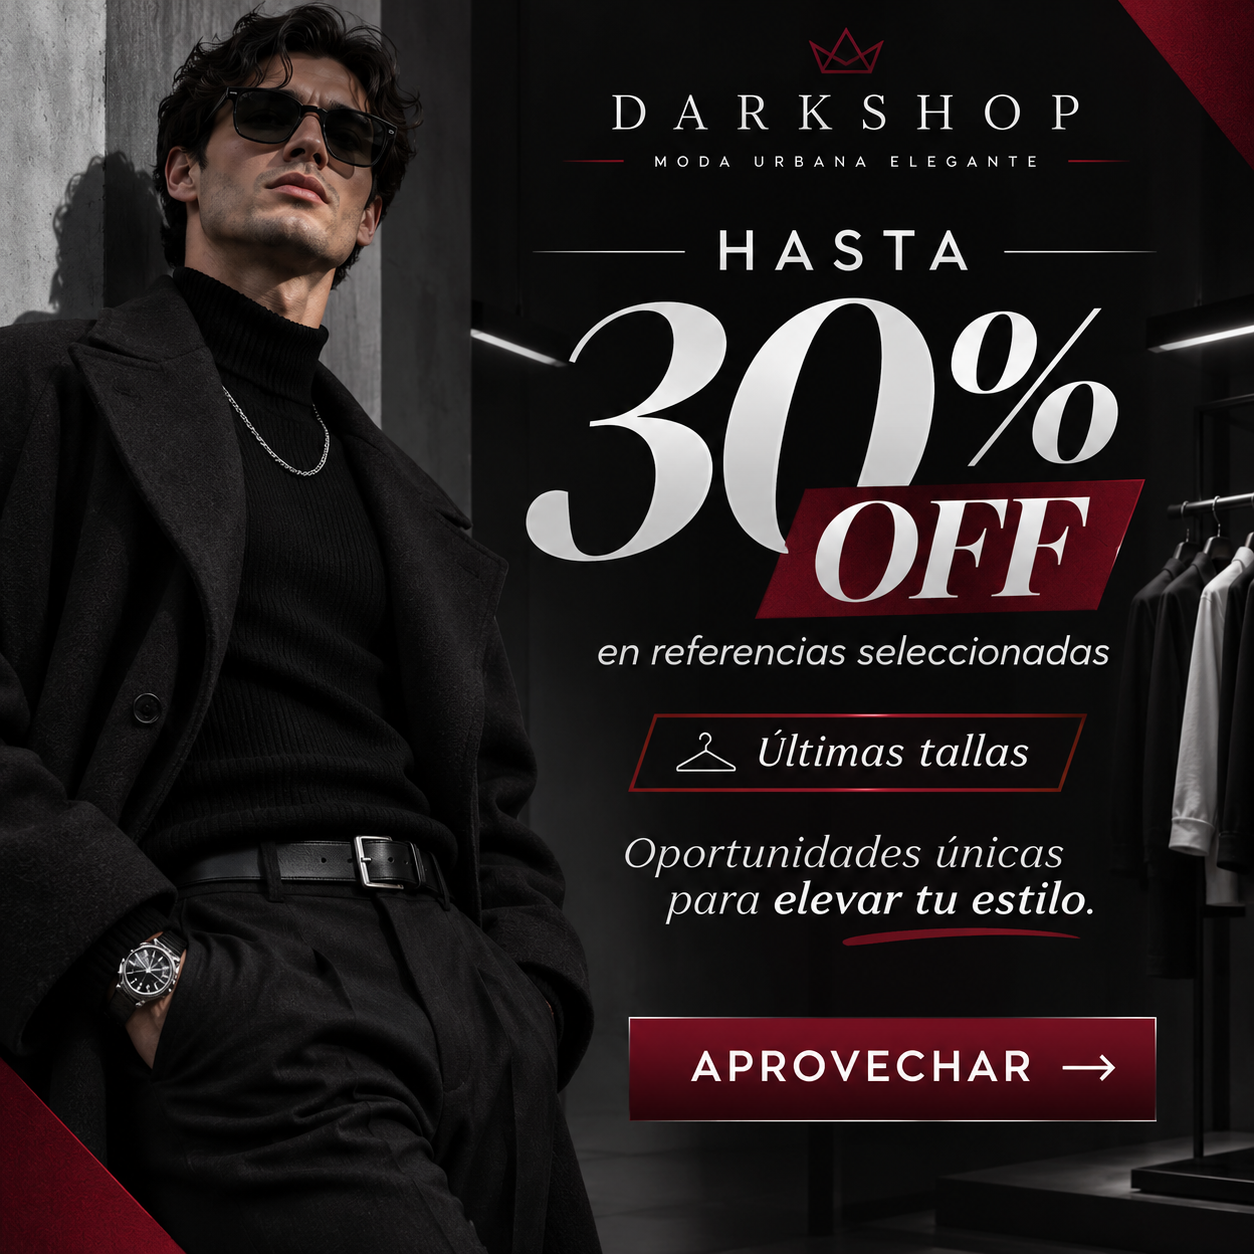 DARKSHOP
MODA URBANA ELEGANTE
HASTA
30%
OFF
en referencias seleccionadas
Últimas tallas
Oportunidades únicas
para elevar tu estilo.
APROVECHAR →